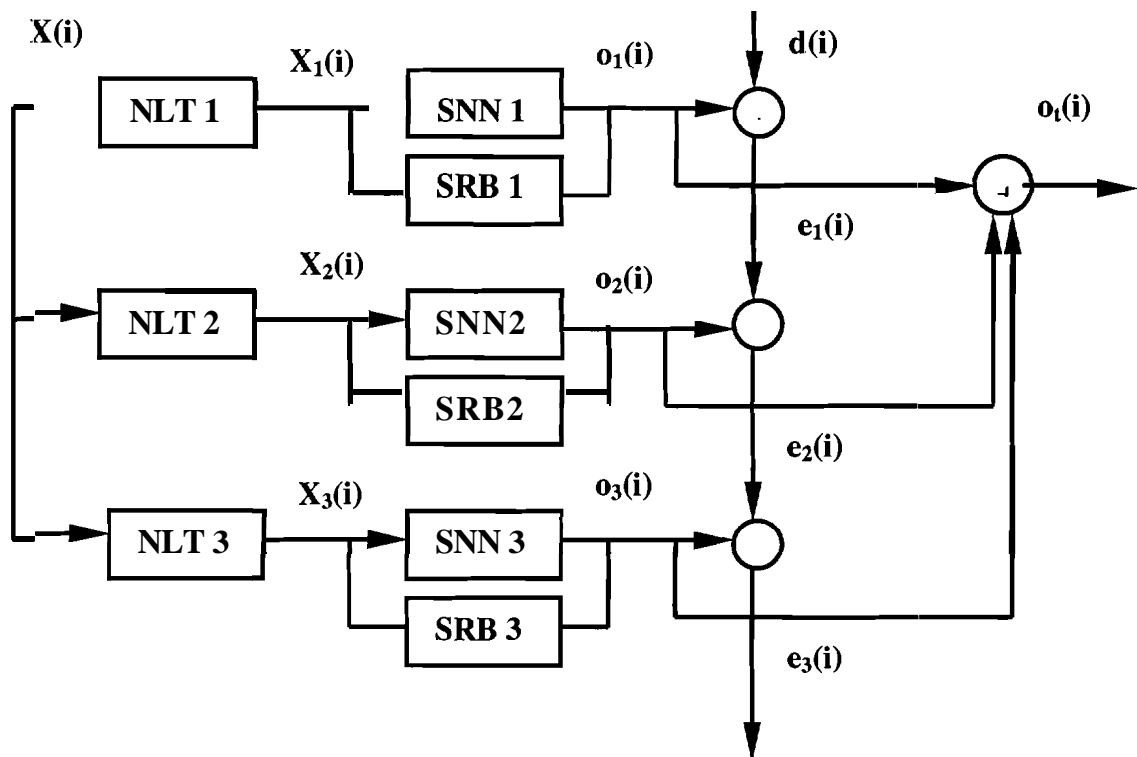 X(i)
X₁(i)
o₁(i)
d(i)
NLT 1
SNN 1
oₜ(i)
SRB 1
e₁(i)
X₂(i)
o₂(i)
NLT 2
SNN2
SRB2
e₂(i)
X₃(i)
o₃(i)
NLT 3
SNN 3
SRB 3
e₃(i)